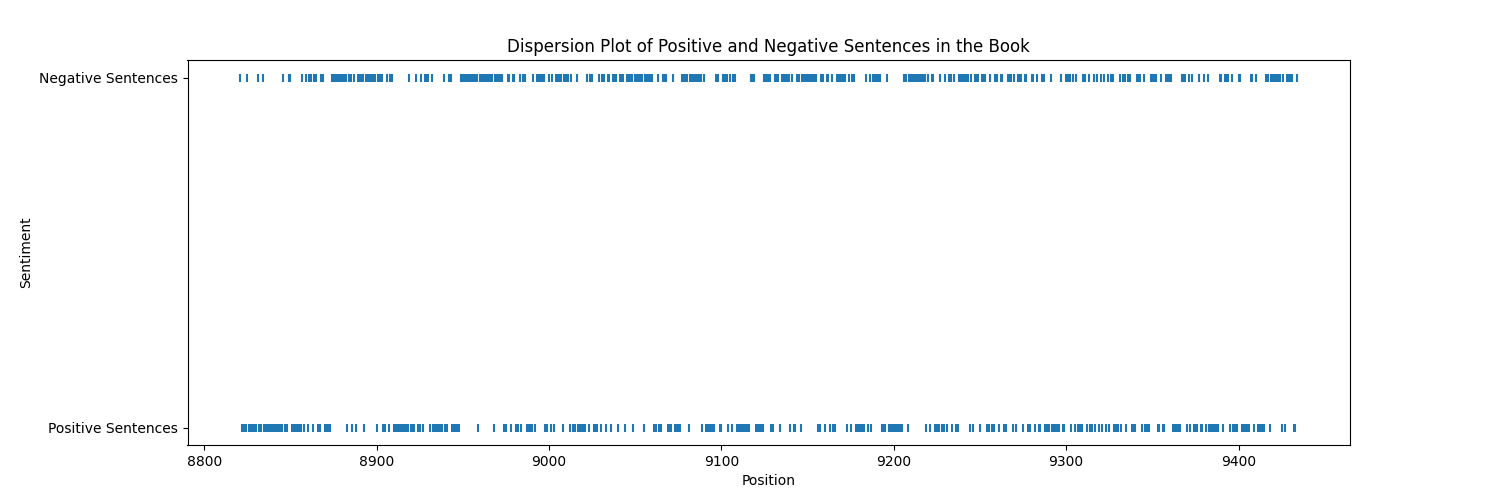 Dispersion Plot of Positive and Negative Sentences in the Book
Negative Sentences
Sentiment
Positive Sentences
8800 8900 9000 9100 9200 9300 9400
Position